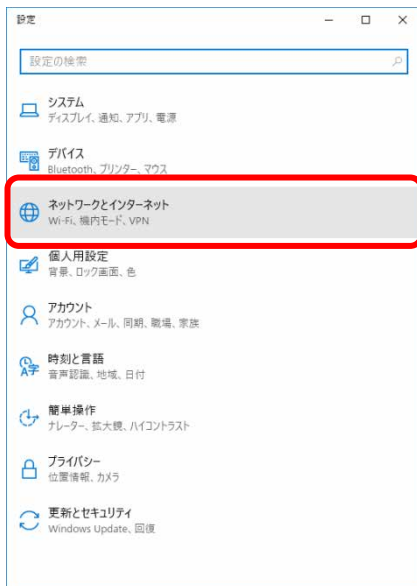 設定
設定の検索
システム
ディスプレイ、通知、アプリ、電源
デバイス
Bluetooth、プリンター、マウス
ネットワークとインターネット
Wi-Fi、機内モード、VPN
個人用設定
背景、ロック画面、色
アカウント
アカウント、メール、同期、職場、家族
時刻と言語
音声認識、地域、日付
簡単操作
ナレーター、拡大鏡、ハイコントラスト
プライバシー
位置情報、カメラ
更新とセキュリティ
Windows Update、回復